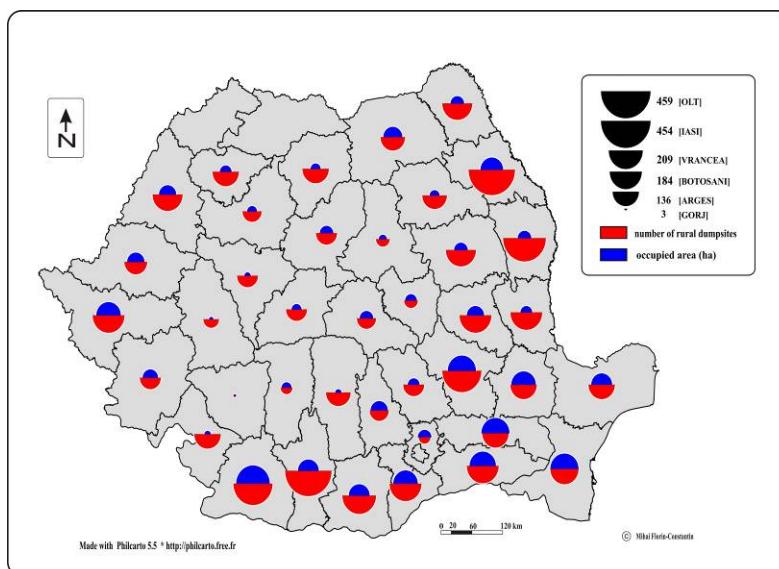 N
459 |OLT|
454 |IASI|
209 |VRANCEA|
184 |BOTOSANI|
136 |ARGES|
3 |GORJ|
number of rural dumpsites
occupied area (ha)
0 20 60 120 km
Made with Philcarto 5.5 * http://philcarto.free.fr
© Mihai Florin-Constantin